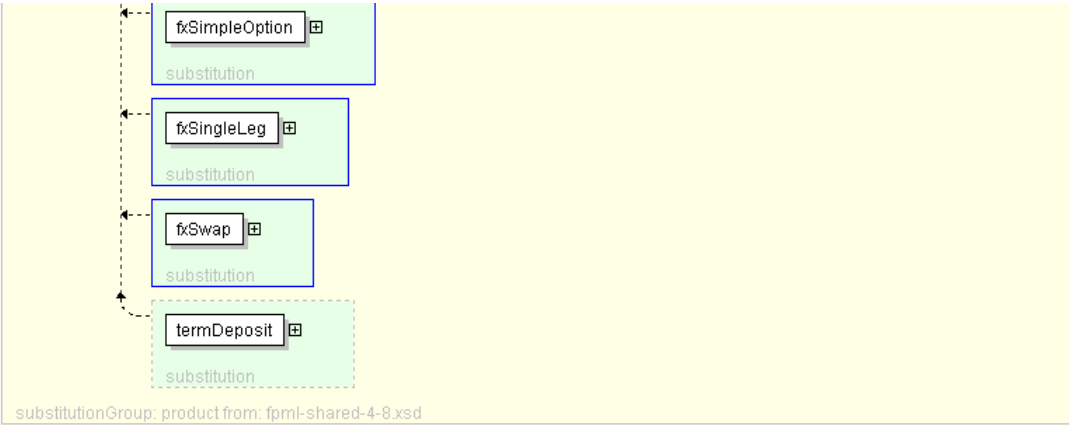 fxSimpleOption
substitution
fxSingleLeg
substitution
fxSwap
substitution
termDeposit
substitution
substitutionGroup: product from: fpml-shared-4-8.xsd